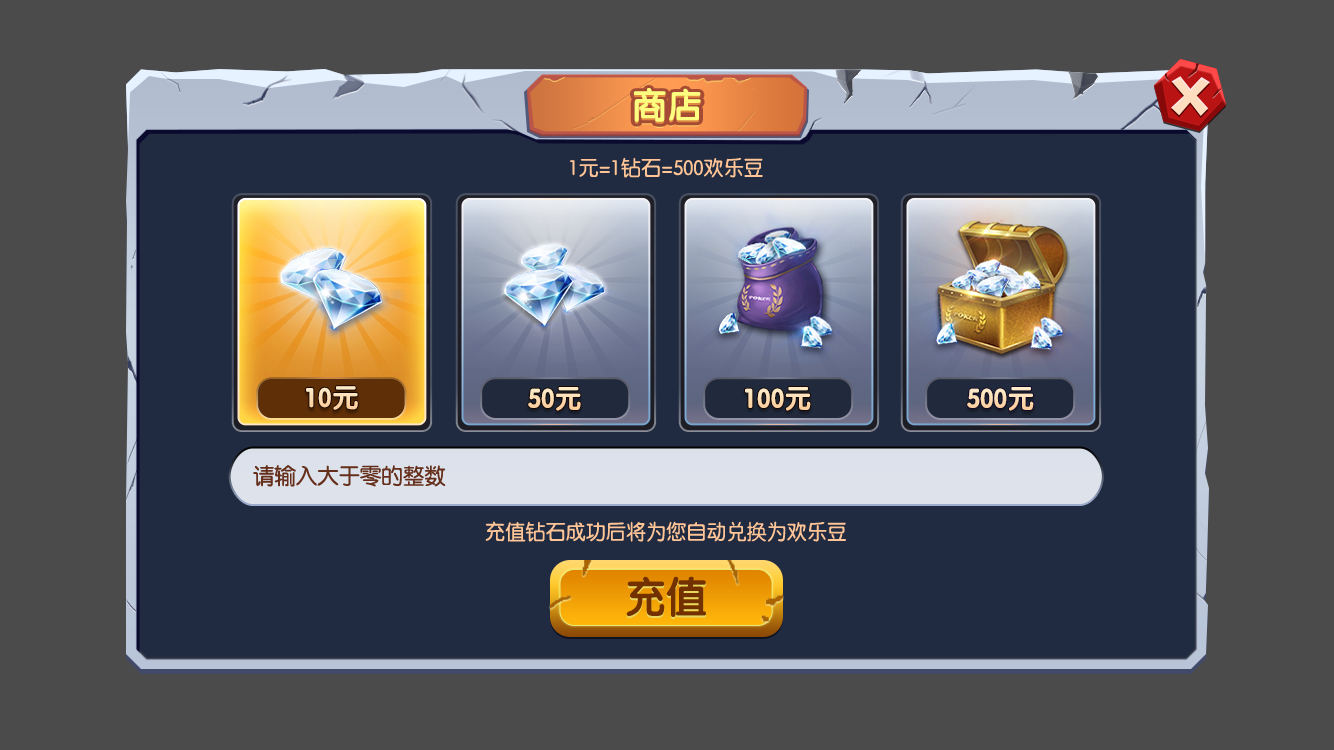 商店
1元=1钻石=500欢乐豆
POKER
POKER
10元
50元
100元
500元
请输入大于零的整数
充值钻石成功后将为您自动兑换为欢乐豆
充值